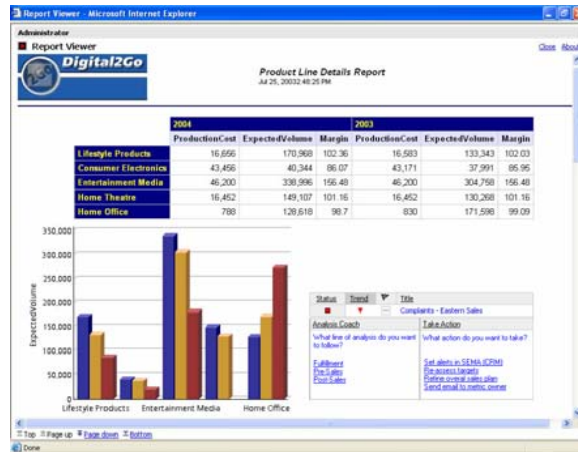 Report Viewer - Microsoft Internet Explorer
Administrator
Report Viewer
Close About
Digital2Go
Product Line Details Report
Jul 25, 20032:48:25 PM
2004 2003
ProductionCost ExpectedVolume Margin ProductionCost ExpectedVolume Margin
Lifestyle Products 16,656 170,968 102.36 16,583 133,343 102.03
Consumer Electronics 43,456 40,344 86.07 43,171 37,991 85.95
Entertainment Media 46,200 338,996 156.48 46,200 304,758 156.48
Home Theatre 16,452 149,107 101.16 16,452 130,268 101.16
Home Office 788 128,618 98.7 830 171,598 99.09
350,000
300,000
250,000
200,000
150,000
100,000
50,000
0
ExpectedVolume
Lifestyle Products Entertainment Media Home Office
Status Trend Title
Complaints - Eastern Sales
Analysis Coach
What line of analysis do you want to follow?
Fulfillment
Pre-Sales
Post-Sales
Take Action
What action do you want to take?
Set alerts in SEMA (CRM)
Re-assess targets
Refine overal sales plan
Send email to metric owner
Top Page up Page down Bottom
Done